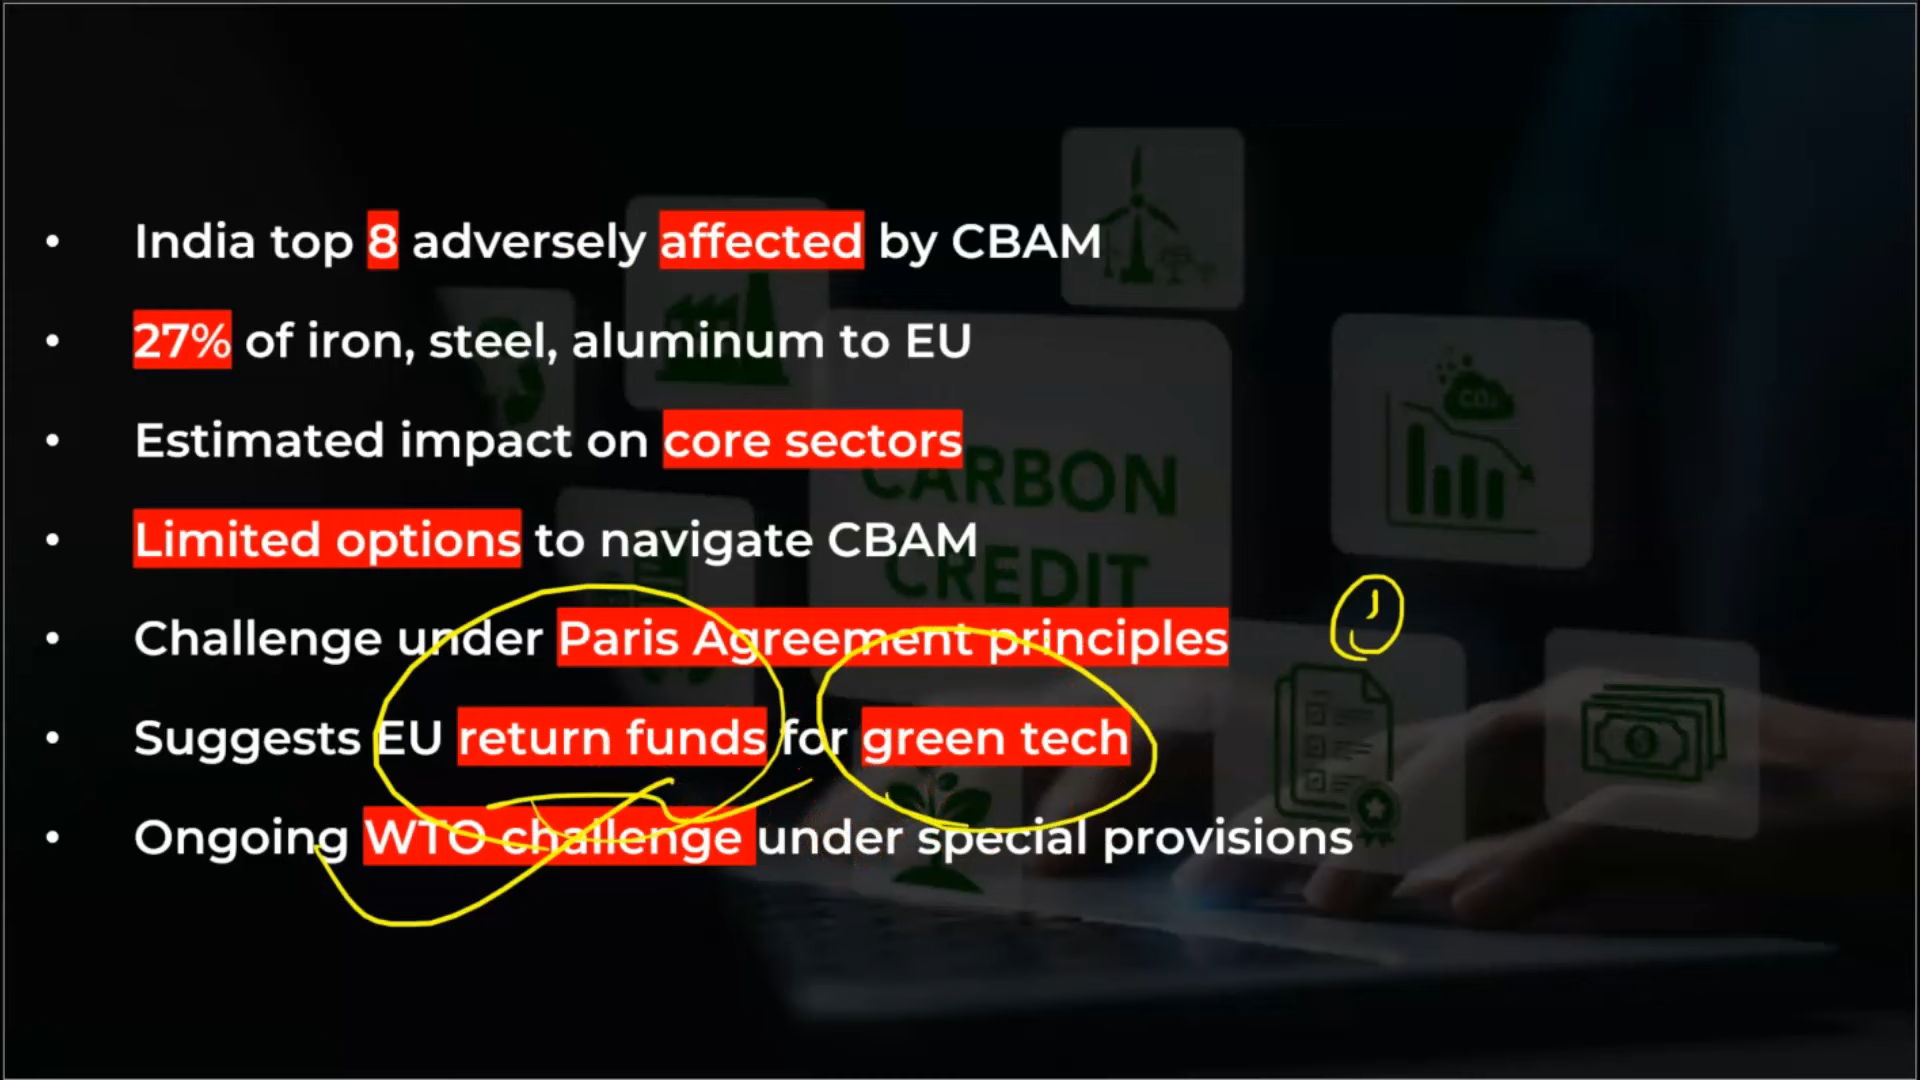 • India top 8 adversely affected by CBAM
• 27% of iron, steel, aluminum to EU
• Estimated impact on core sectors
CARBON
• Limited options to navigate CBAM
CREDIT
CO₂
• Challenge under Paris Agreement principles
• Suggests EU return funds for green tech
• Ongoing WTO challenge under special provisions